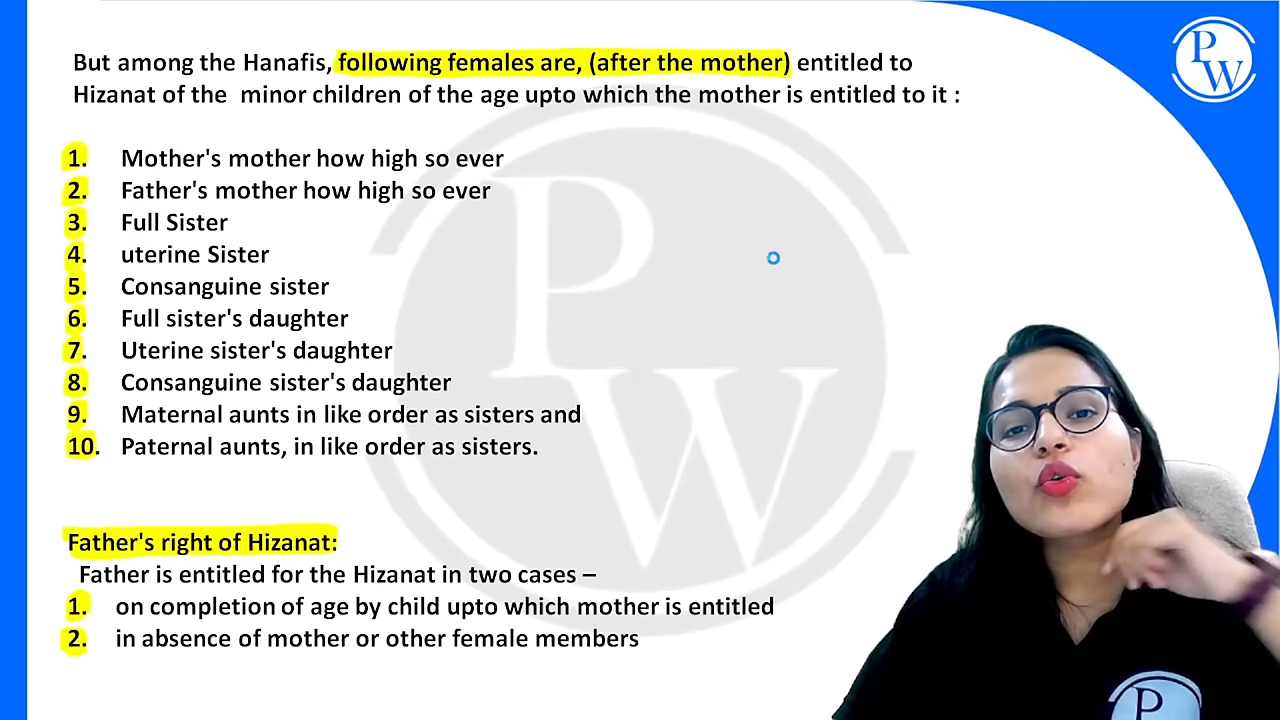 But among the Hanafis, following females are, (after the mother) entitled to
Hizanat of the minor children of the age upto which the mother is entitled to it :
1. Mother's mother how high so ever
2. Father's mother how high so ever
3. Full Sister
4. uterine Sister
5. Consanguine sister
6. Full sister's daughter
7. Uterine sister's daughter
8. Consanguine sister's daughter
9. Maternal aunts in like order as sisters and
10. Paternal aunts, in like order as sisters.
Father's right of Hizanat:
Father is entitled for the Hizanat in two cases –
1. on completion of age by child upto which mother is entitled
2. in absence of mother or other female members
PW
PW
PW